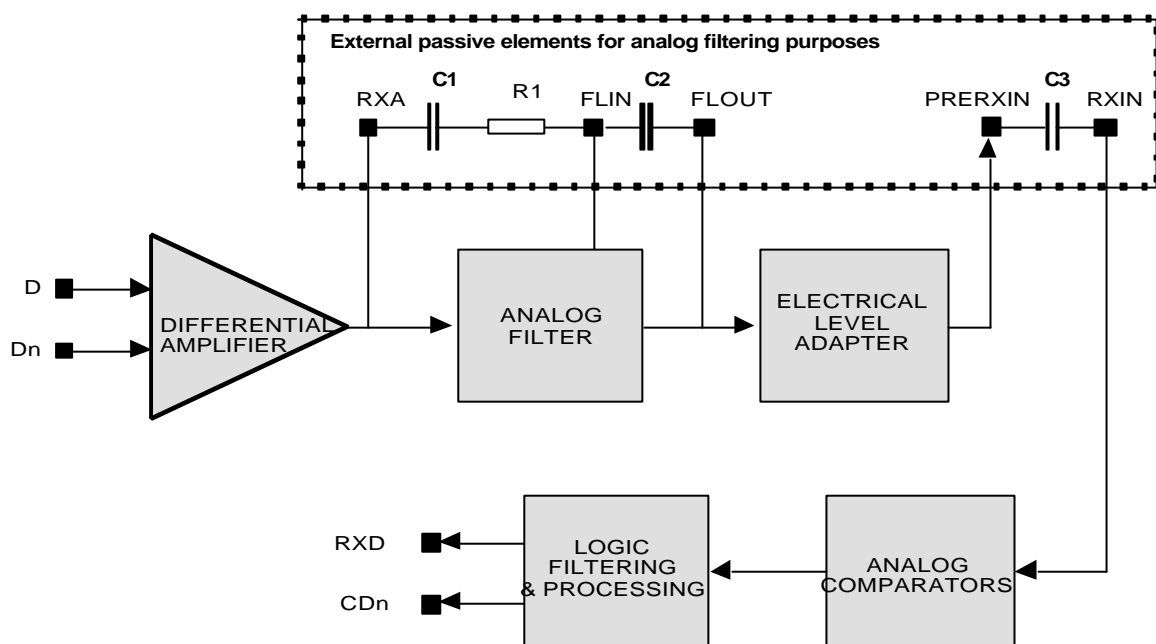 External passive elements for analog filtering purposes
C1
C2
C3
RXA
R1
FLIN
FLOUT
PRERXIN
RXIN
D
Dn
DIFFERENTIAL
AMPLIFIER
ANALOG
FILTER
ELECTRICAL
LEVEL
ADAPTER
RXD
CDn
LOGIC
FILTERING
& PROCESSING
ANALOG
COMPARATORS